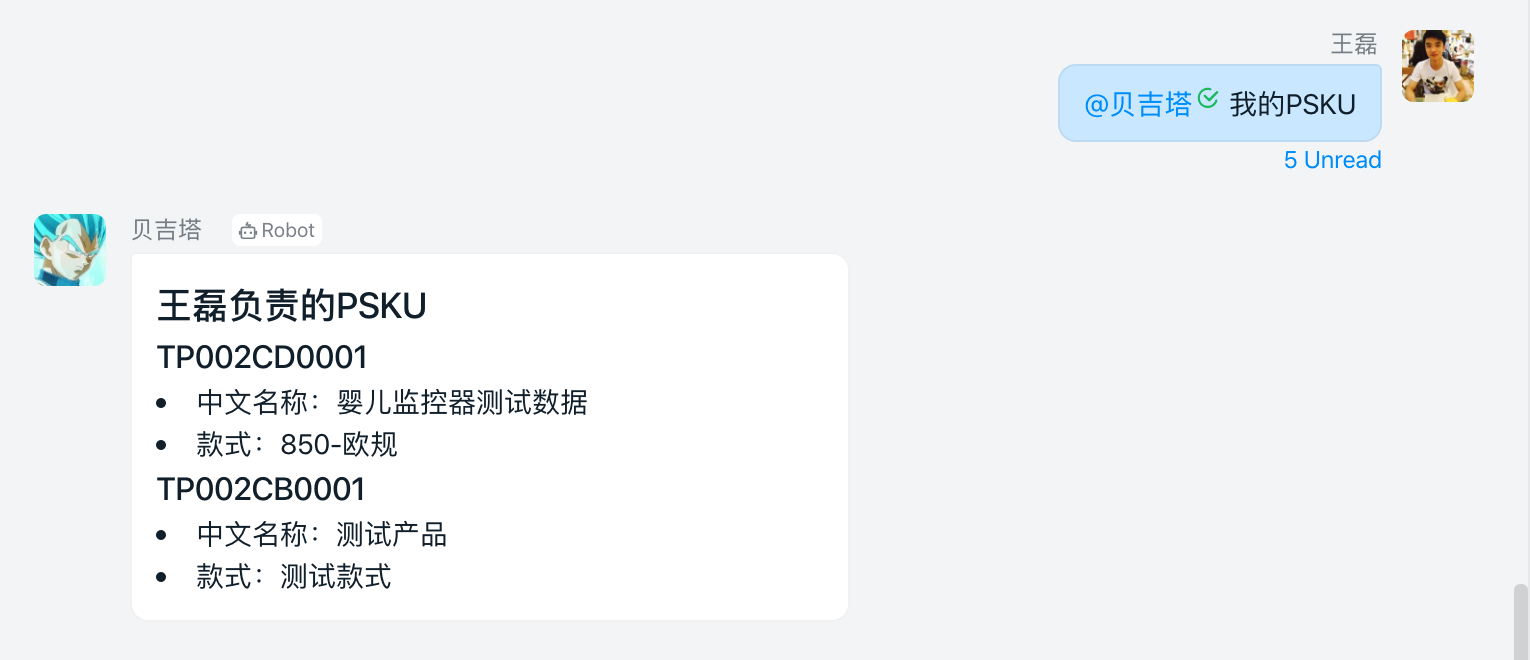 王磊
@贝吉塔 我的PSKU
5 Unread
贝吉塔 Robot
王磊负责的PSKU
TP002CD0001
• 中文名称：婴儿监控器测试数据
• 款式：850-欧规
TP002CB0001
• 中文名称：测试产品
• 款式：测试款式